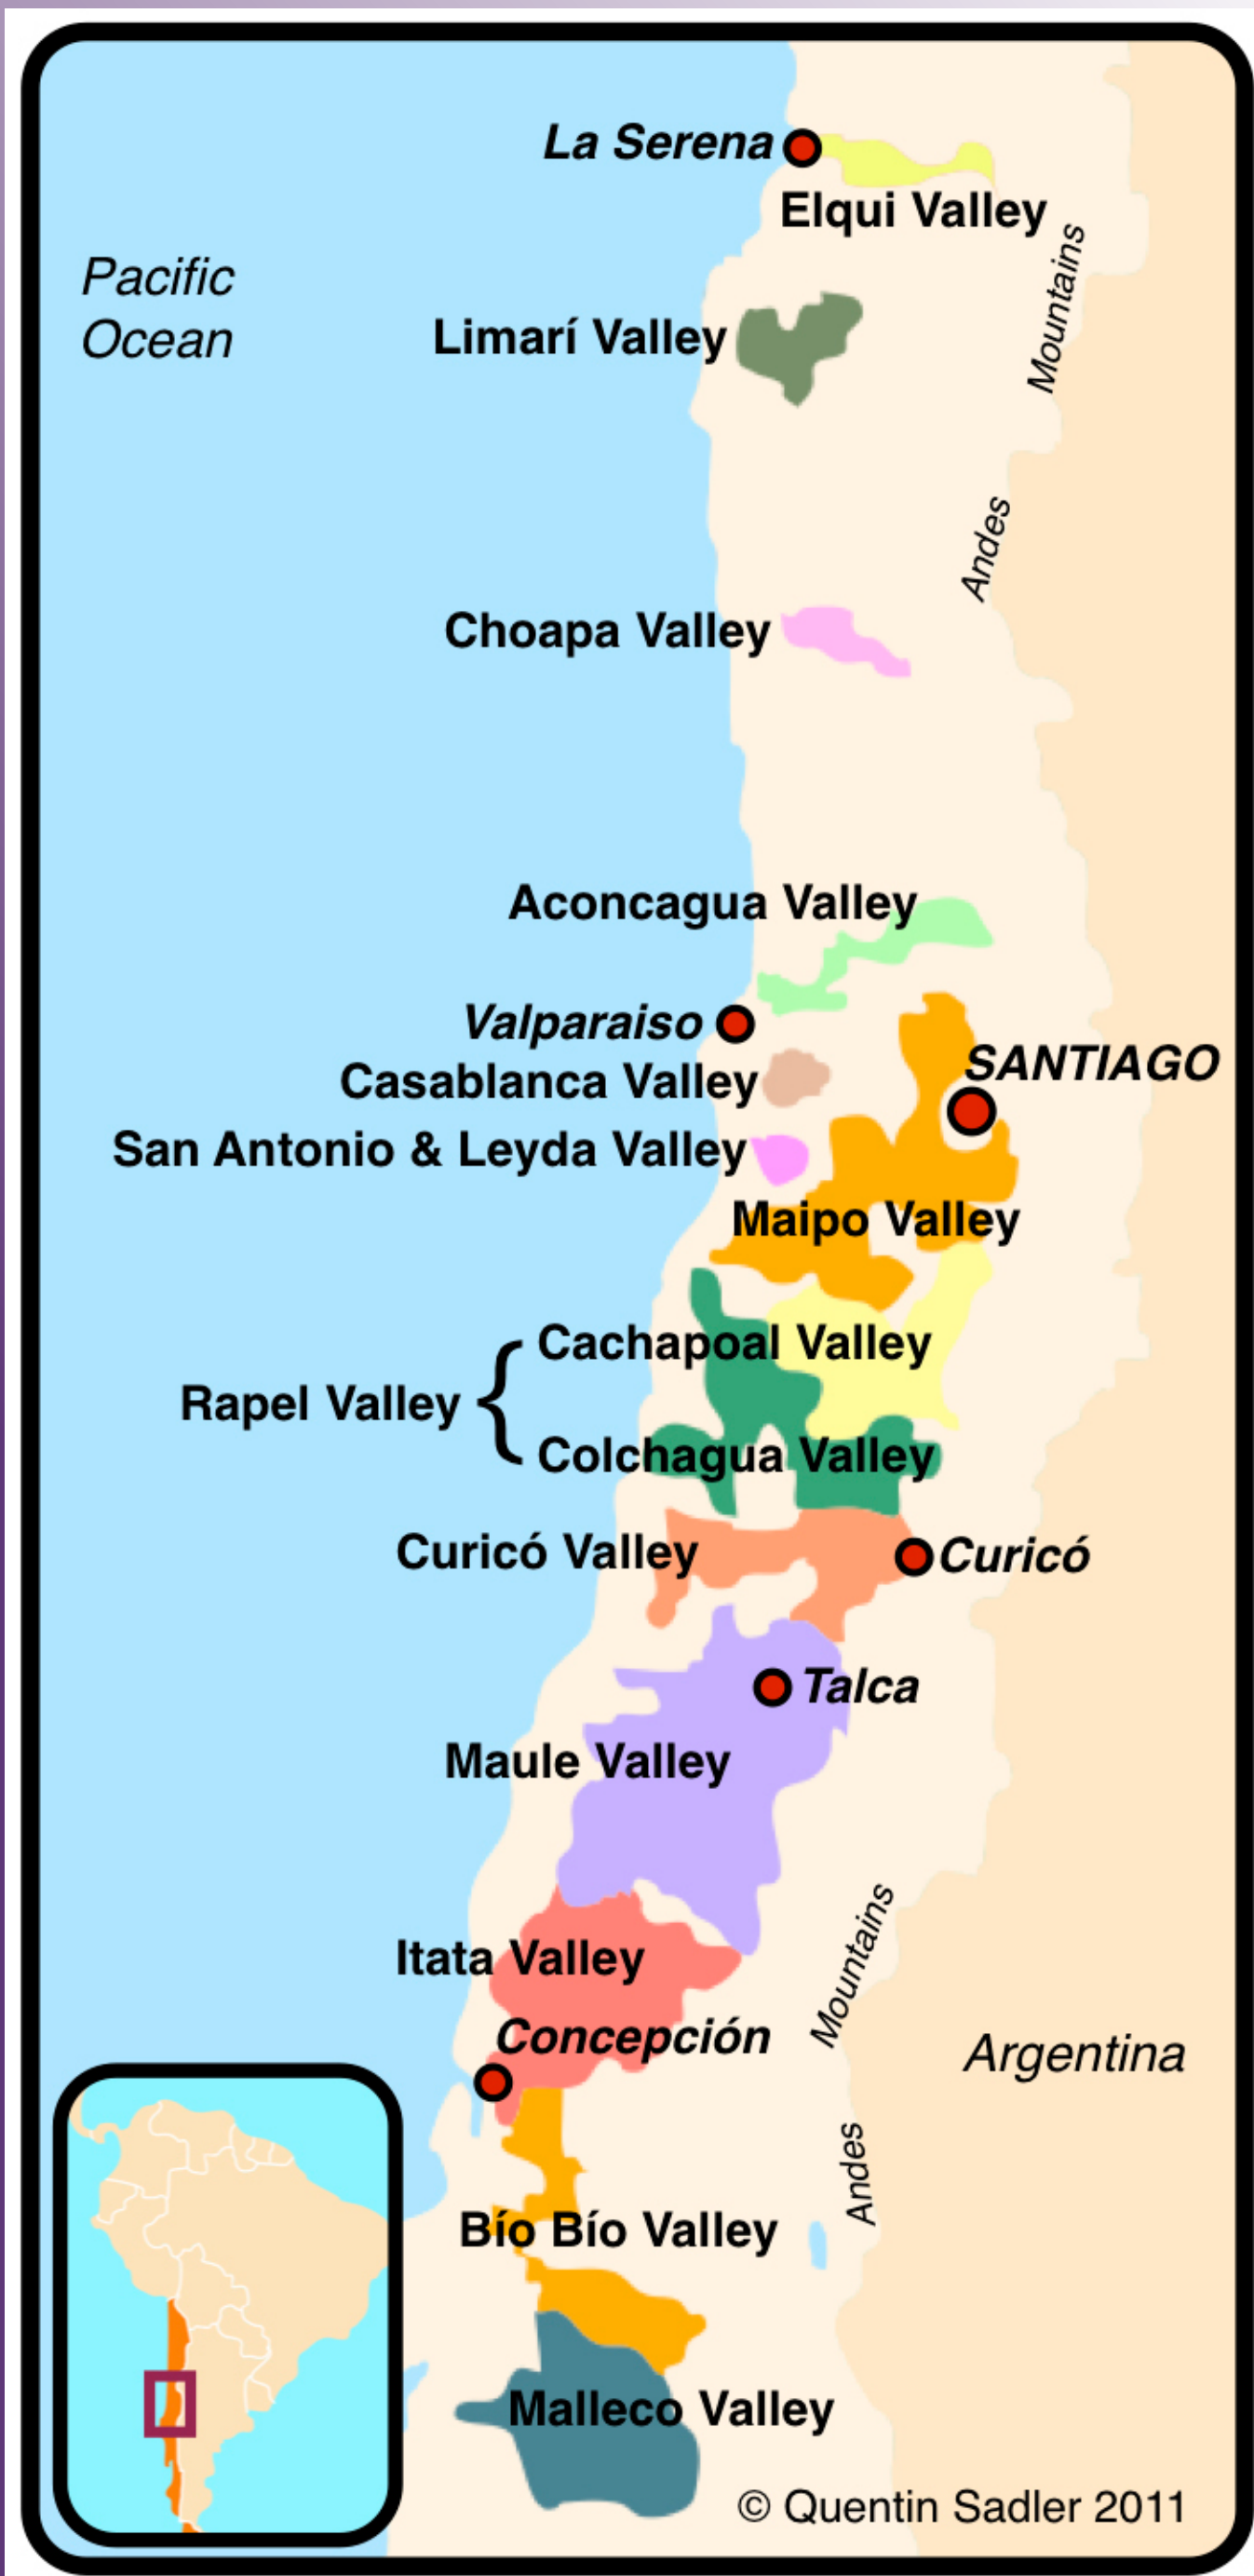 La Serena
Elqui Valley
Pacific
Ocean
Mountains
Limarí Valley
Andes
Choapa Valley
Aconcagua Valley
Valparaiso
SANTIAGO
Casablanca Valley
San Antonio & Leyda Valley
Maipo Valley
Cachapoal Valley
Rapel Valley {
Colchagua Valley
Curicó Valley
Curicó
Talca
Maule Valley
Mountains
Itata Valley
Concepción
Argentina
Andes
Bío Bío Valley
Malleco Valley
© Quentin Sadler 2011